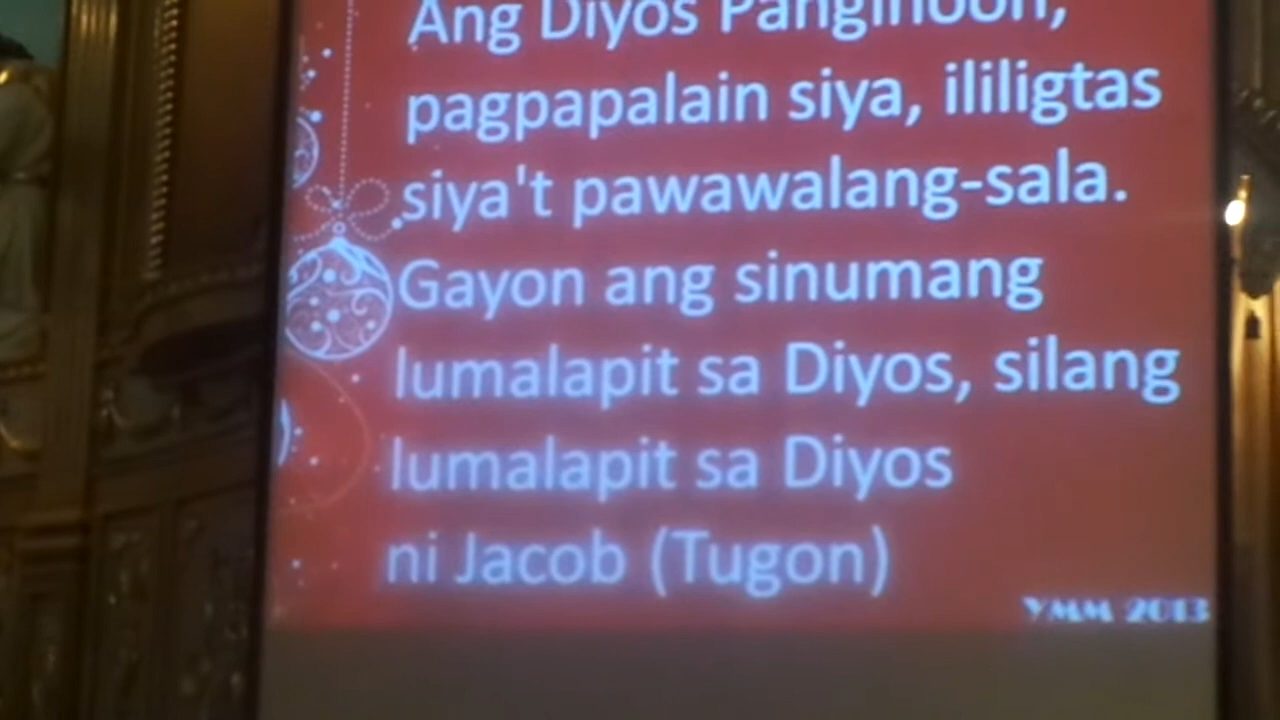 Ang Diyos Panginoon,
pagpapalain siya, ililigtas
siya't pawawalang-sala.
Gayon ang sinumang
lumalapit sa Diyos, silang
lumalapit sa Diyos
ni Jacob (Tugon)
YMM 2013